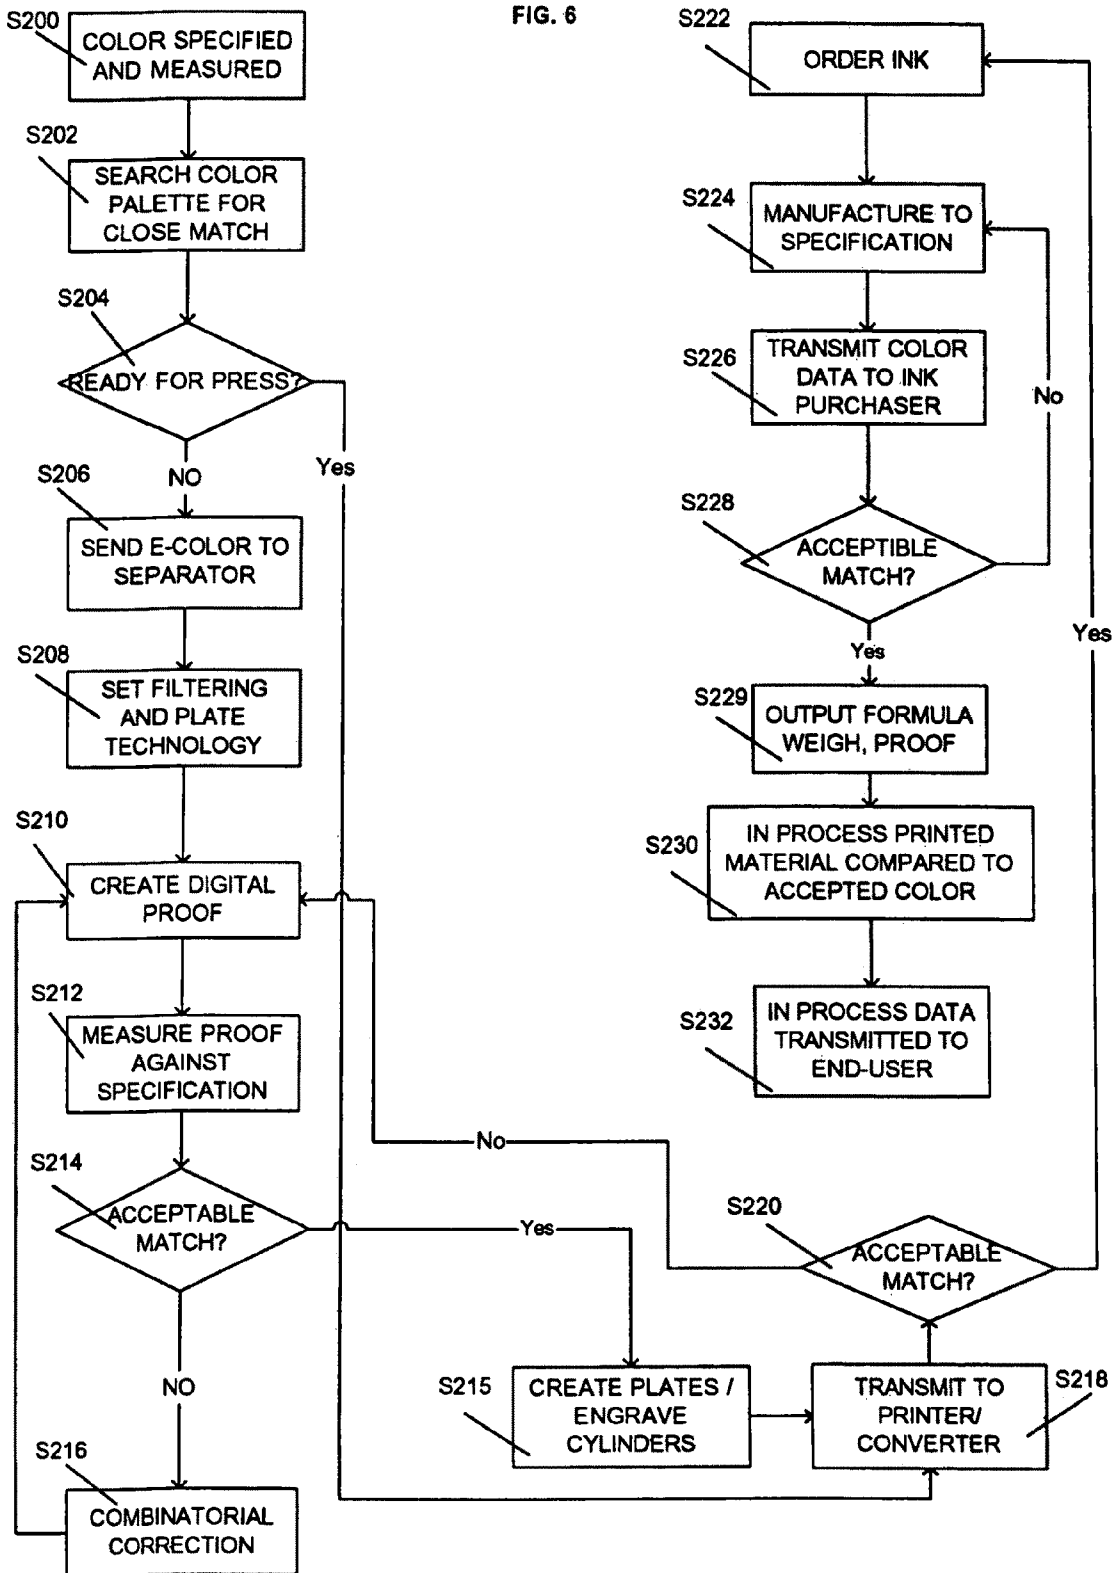 FIG. 6
S200
COLOR SPECIFIED
AND MEASURED
S202
SEARCH COLOR
PALETTE FOR
CLOSE MATCH
S204
READY FOR PRESS?
Yes
NO
S206
SEND E-COLOR TO
SEPARATOR
S208
SET FILTERING
AND PLATE
TECHNOLOGY
S210
CREATE DIGITAL
PROOF
S212
MEASURE PROOF
AGAINST
SPECIFICATION
S214
ACCEPTABLE
MATCH?
Yes
NO
S216
COMBINATORIAL
CORRECTION
S215
CREATE PLATES /
ENGRAVE
CYLINDERS
S218
TRANSMIT TO
PRINTER/
CONVERTER
S220
ACCEPTABLE
MATCH?
No
Yes
S222
ORDER INK
S224
MANUFACTURE TO
SPECIFICATION
S226
TRANSMIT COLOR
DATA TO INK
PURCHASER
S228
ACCEPTIBLE
MATCH?
No
Yes
S229
OUTPUT FORMULA
WEIGH, PROOF
S230
IN PROCESS PRINTED
MATERIAL COMPARED TO
ACCEPTED COLOR
S232
IN PROCESS DATA
TRANSMITTED TO
END-USER